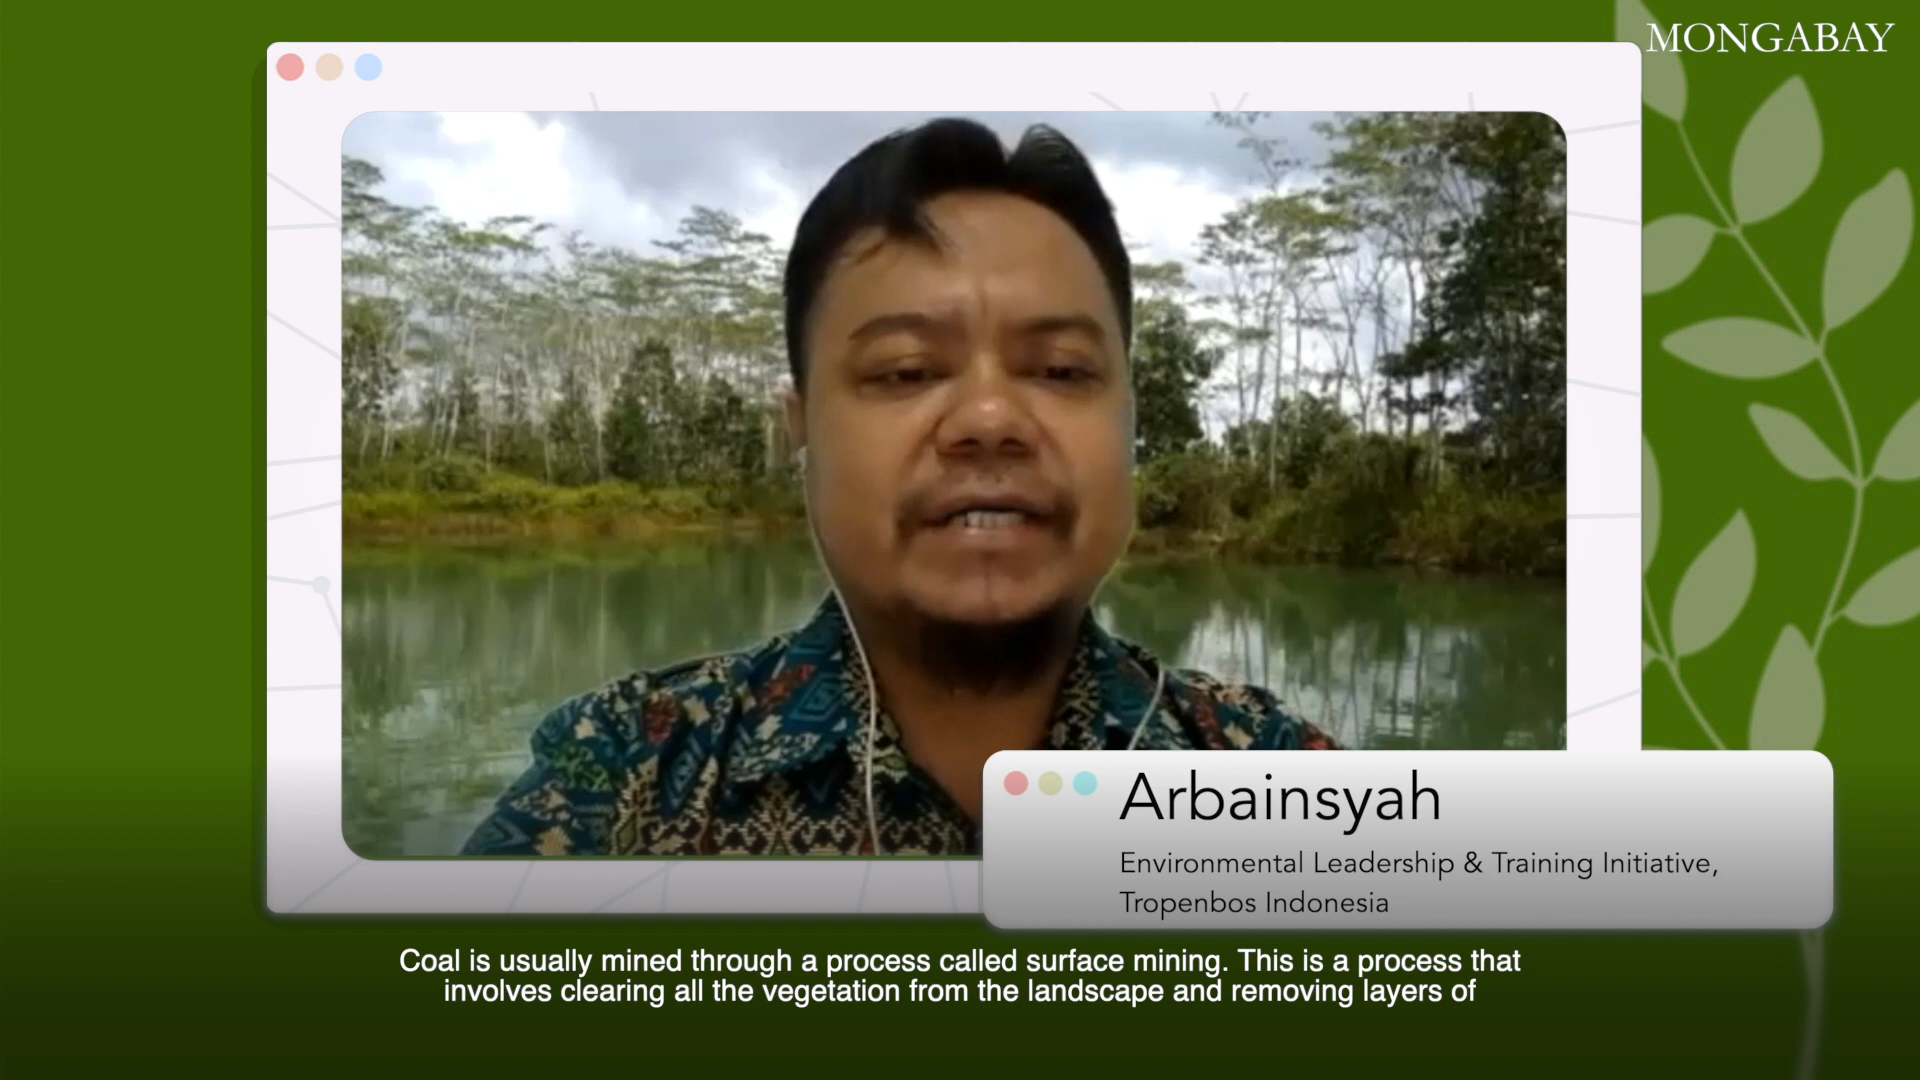 MONGABAY
Arbainsyah
Environmental Leadership & Training Initiative,
Tropenbos Indonesia
Coal is usually mined through a process called surface mining. This is a process that
involves clearing all the vegetation from the landscape and removing layers of